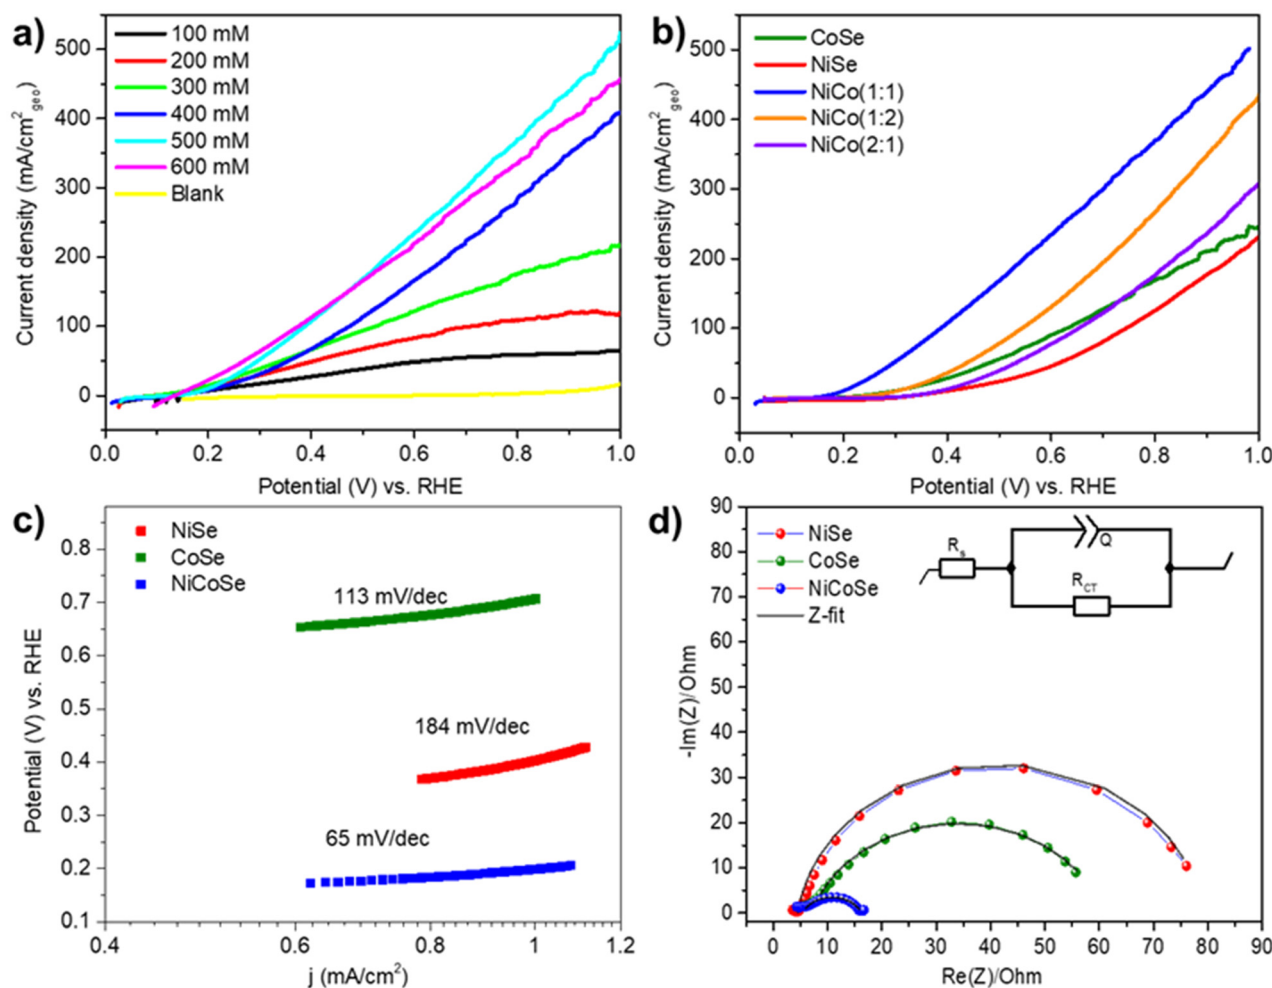 a)
100 mM
200 mM
300 mM
400 mM
500 mM
600 mM
Blank
500
400
300
200
100
0
0.0 0.2 0.4 0.6 0.8 1.0
Current density (mA/cm²geo)
Potential (V) vs. RHE
b)
CoSe
NiSe
NiCo(1:1)
NiCo(1:2)
NiCo(2:1)
500
400
300
200
100
0
0.0 0.2 0.4 0.6 0.8 1.0
Current density (mA/cm²geo)
Potential (V) vs. RHE
c)
NiSe
CoSe
NiCoSe
113 mV/dec
184 mV/dec
65 mV/dec
0.8
0.7
0.6
0.5
0.4
0.3
0.2
0.1
0.4 0.6 0.8 1 1.2
Potential (V) vs. RHE
j (mA/cm²)
d)
NiSe
CoSe
NiCoSe
Z-fit
Rs
Q
RCT
90
80
70
60
50
40
30
20
10
0
0 10 20 30 40 50 60 70 80 90
-Im(Z)/Ohm
Re(Z)/Ohm